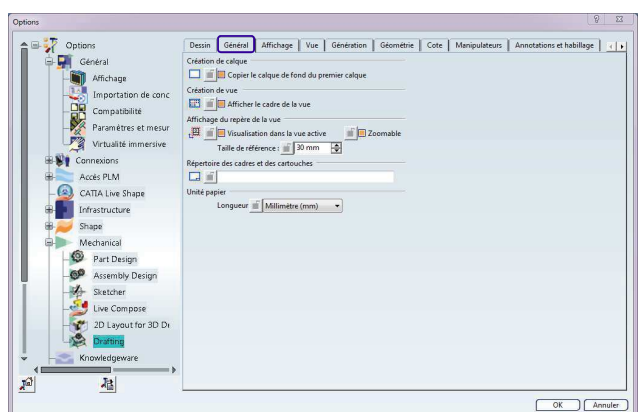 Options
Options
Général
Affichage
Importation de conc
Compatibilité
Paramètres et mesur
Virtualité immersive
Connexions
Accès PLM
CATIA Live Shape
Infrastructure
Shape
Mechanical
Part Design
Assembly Design
Sketcher
Live Compose
2D Layout for 3D De
Drafting
Knowledgeware
Dessin Général Affichage Vue Génération Géométrie Cote Manipulateurs Annotations et habillage
Création de calque
Copier le calque de fond du premier calque
Création de vue
Afficher le cadre de la vue
Affichage du repère de la vue
Visualisation dans la vue active Zoomable
Taille de référence : 30 mm
Répertoire des cadres et des cartouches
Unité papier
Longueur Millimètre (mm)
OK Annuler